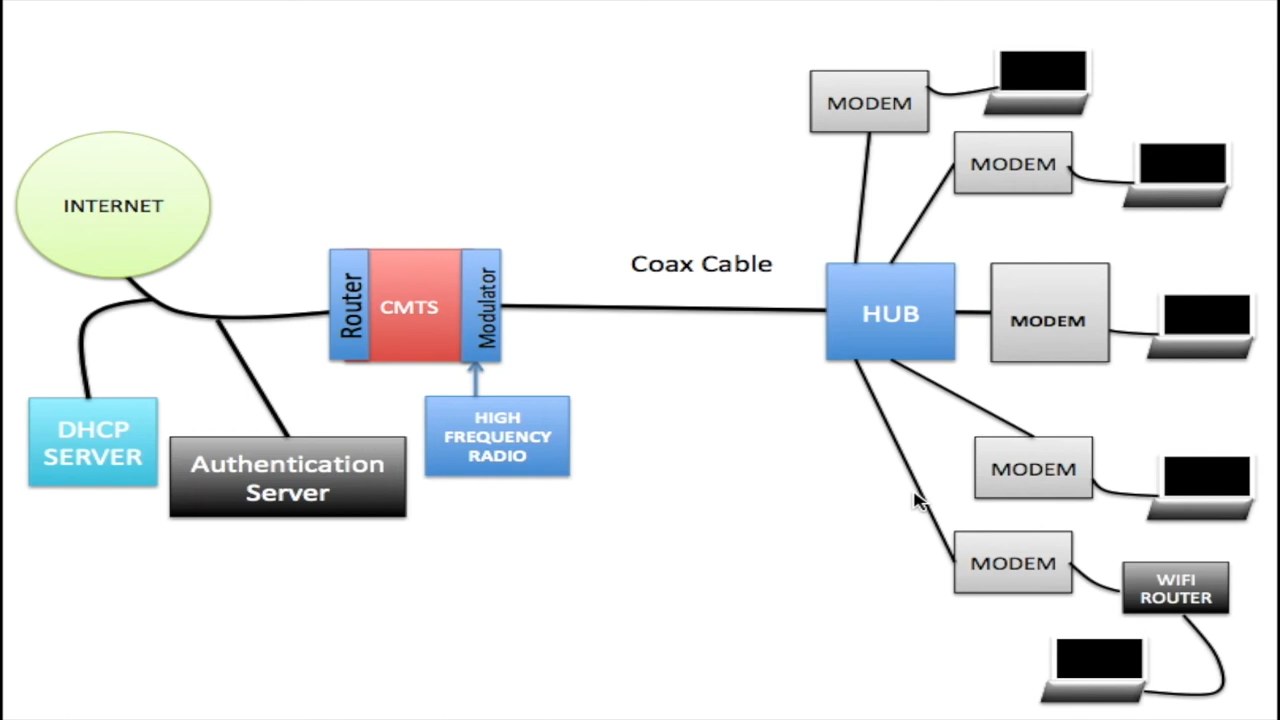 INTERNET
DHCP
SERVER
Authentication
Server
Router
CMTS
Modulator
HIGH
FREQUENCY
RADIO
Coax Cable
HUB
MODEM
MODEM
MODEM
MODEM
MODEM
WIFI
ROUTER